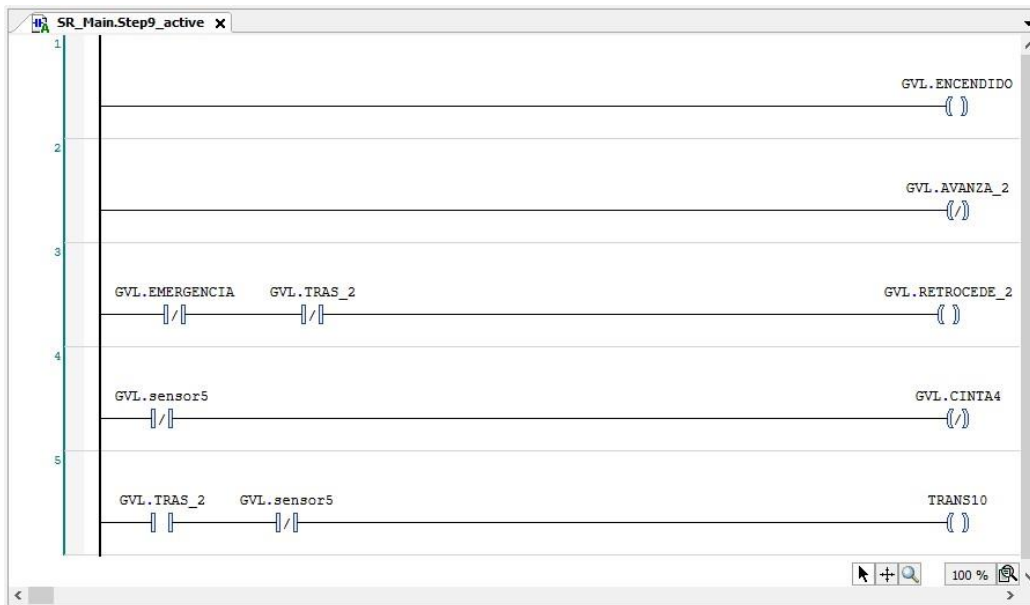 SR_Main.Step9_active
1
GVL.ENCENDIDO
2
GVL.AVANZA_2
3
GVL.EMERGENCIA GVL.TRAS_2 GVL.RETROCEDE_2
4
GVL.sensor5 GVL.CINTA4
5
GVL.TRAS_2 GVL.sensor5 TRANS10
100 %